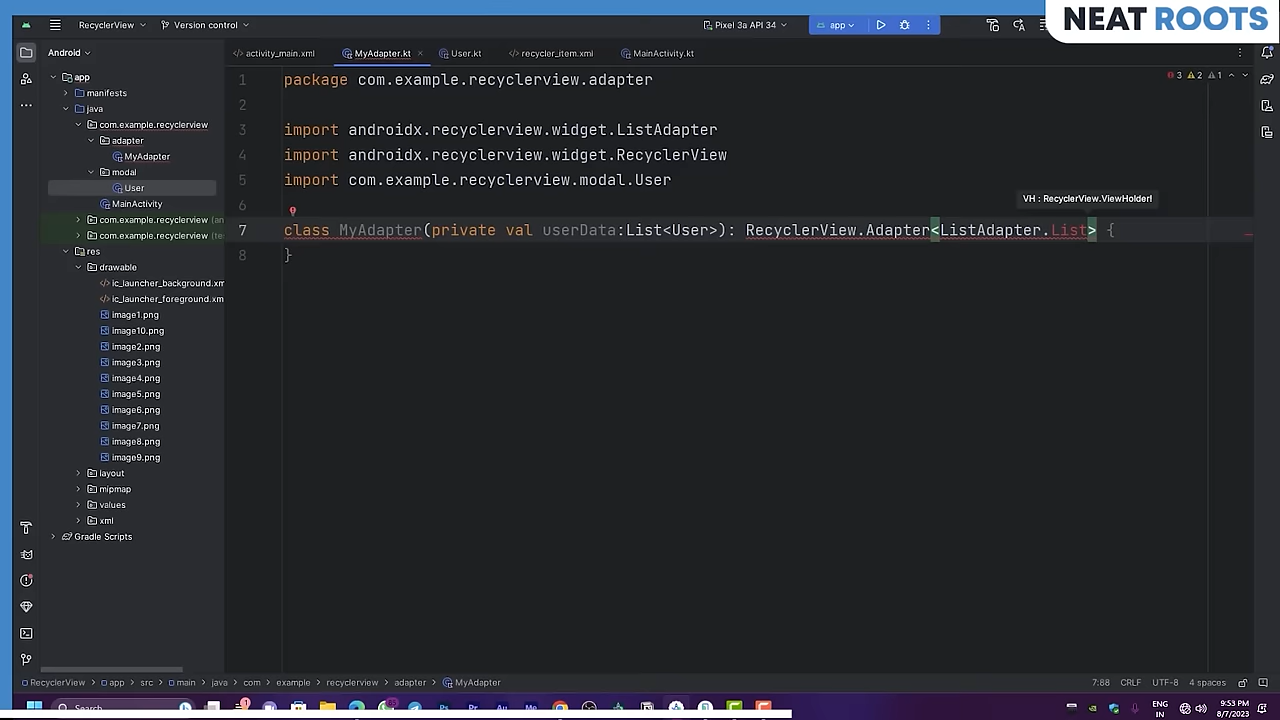 NEAT ROOTS
RecyclerView
Version control
Pixel 3a API 34
app
Android
activity_main.xml
MyAdapter.kt
User.kt
recycler_item.xml
MainActivity.kt
app
manifests
java
com.example.recyclerview
adapter
MyAdapter
modal
User
MainActivity
com.example.recyclerview (an
com.example.recyclerview (te
res
drawable
ic_launcher_background.xm
ic_launcher_foreground.xm
image1.png
image10.png
image2.png
image3.png
image4.png
image5.png
image6.png
image7.png
image8.png
image9.png
layout
mipmap
values
xml
Gradle Scripts
3 2 1
1 package com.example.recyclerview.adapter
2
3 import androidx.recyclerview.widget.ListAdapter
4 import androidx.recyclerview.widget.RecyclerView
5 import com.example.recyclerview.modal.User
6
VH : RecyclerView.ViewHolder!
7 class MyAdapter(private val userData:List<User>): RecyclerView.Adapter<ListAdapter.List> {
8 }
RecyclerView > app > src > main > java > com > example > recyclerview > adapter > MyAdapter
7:88 CRLF UTF-8 4 spaces
Search
ENG
IN
9:53 PM
8/7/2023